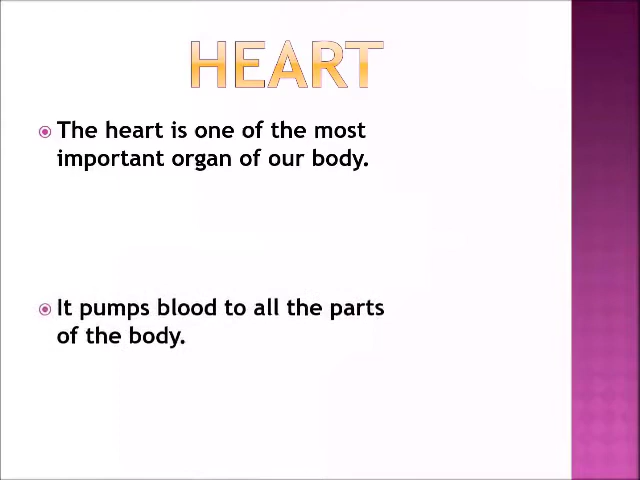 HEART
The heart is one of the most
important organ of our body.
It pumps blood to all the parts
of the body.